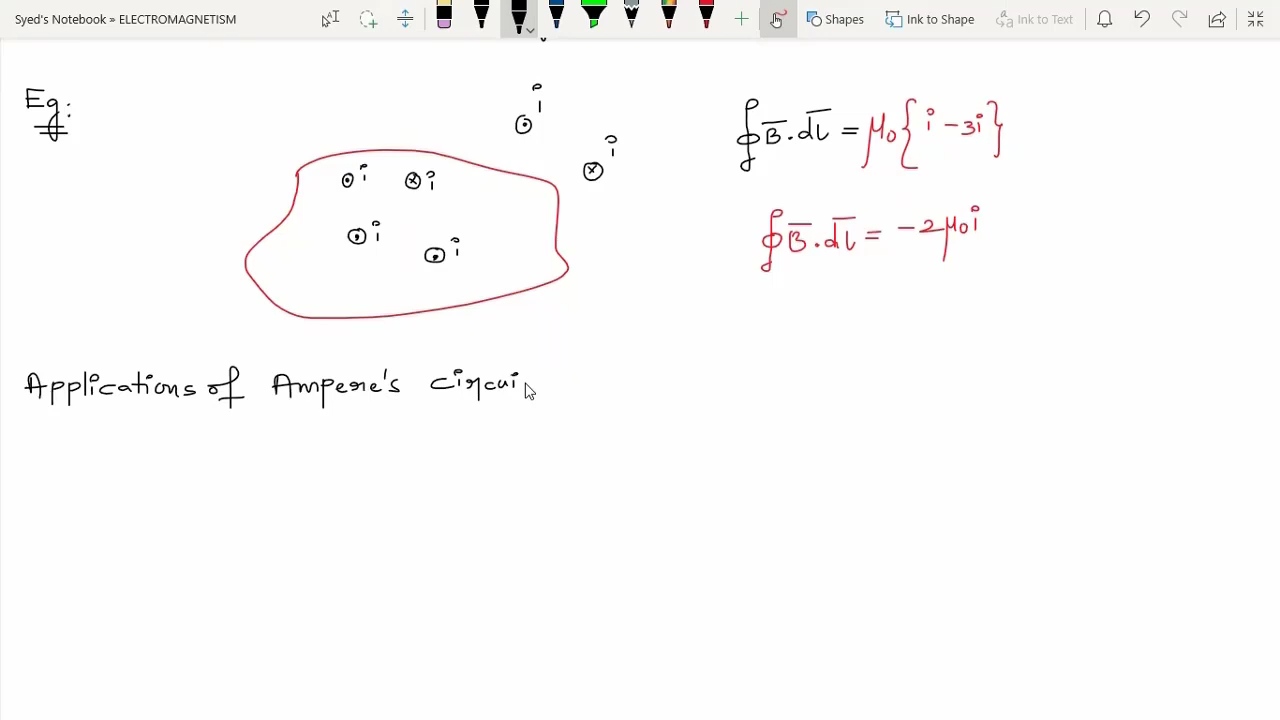 Syed's Notebook » ELECTROMAGNETISM
Shapes
Ink to Shape
Ink to Text
Eg:
i
i
∮B̅.dl̅ = μ₀{i − 3i}
i
i
∮B̅.dl̅ = −2μ₀i
i
i
Applications of Ampere's Circui